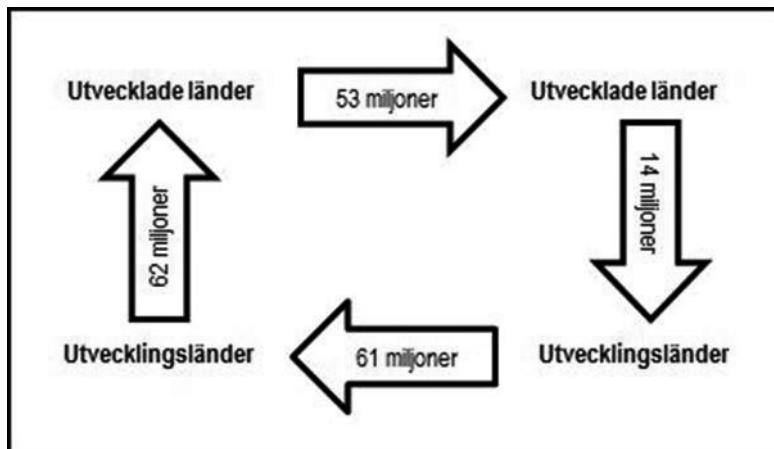 Utvecklade länder
53 miljoner
Utvecklade länder
62 miljoner
14 miljoner
Utvecklingsländer
61 miljoner
Utvecklingsländer